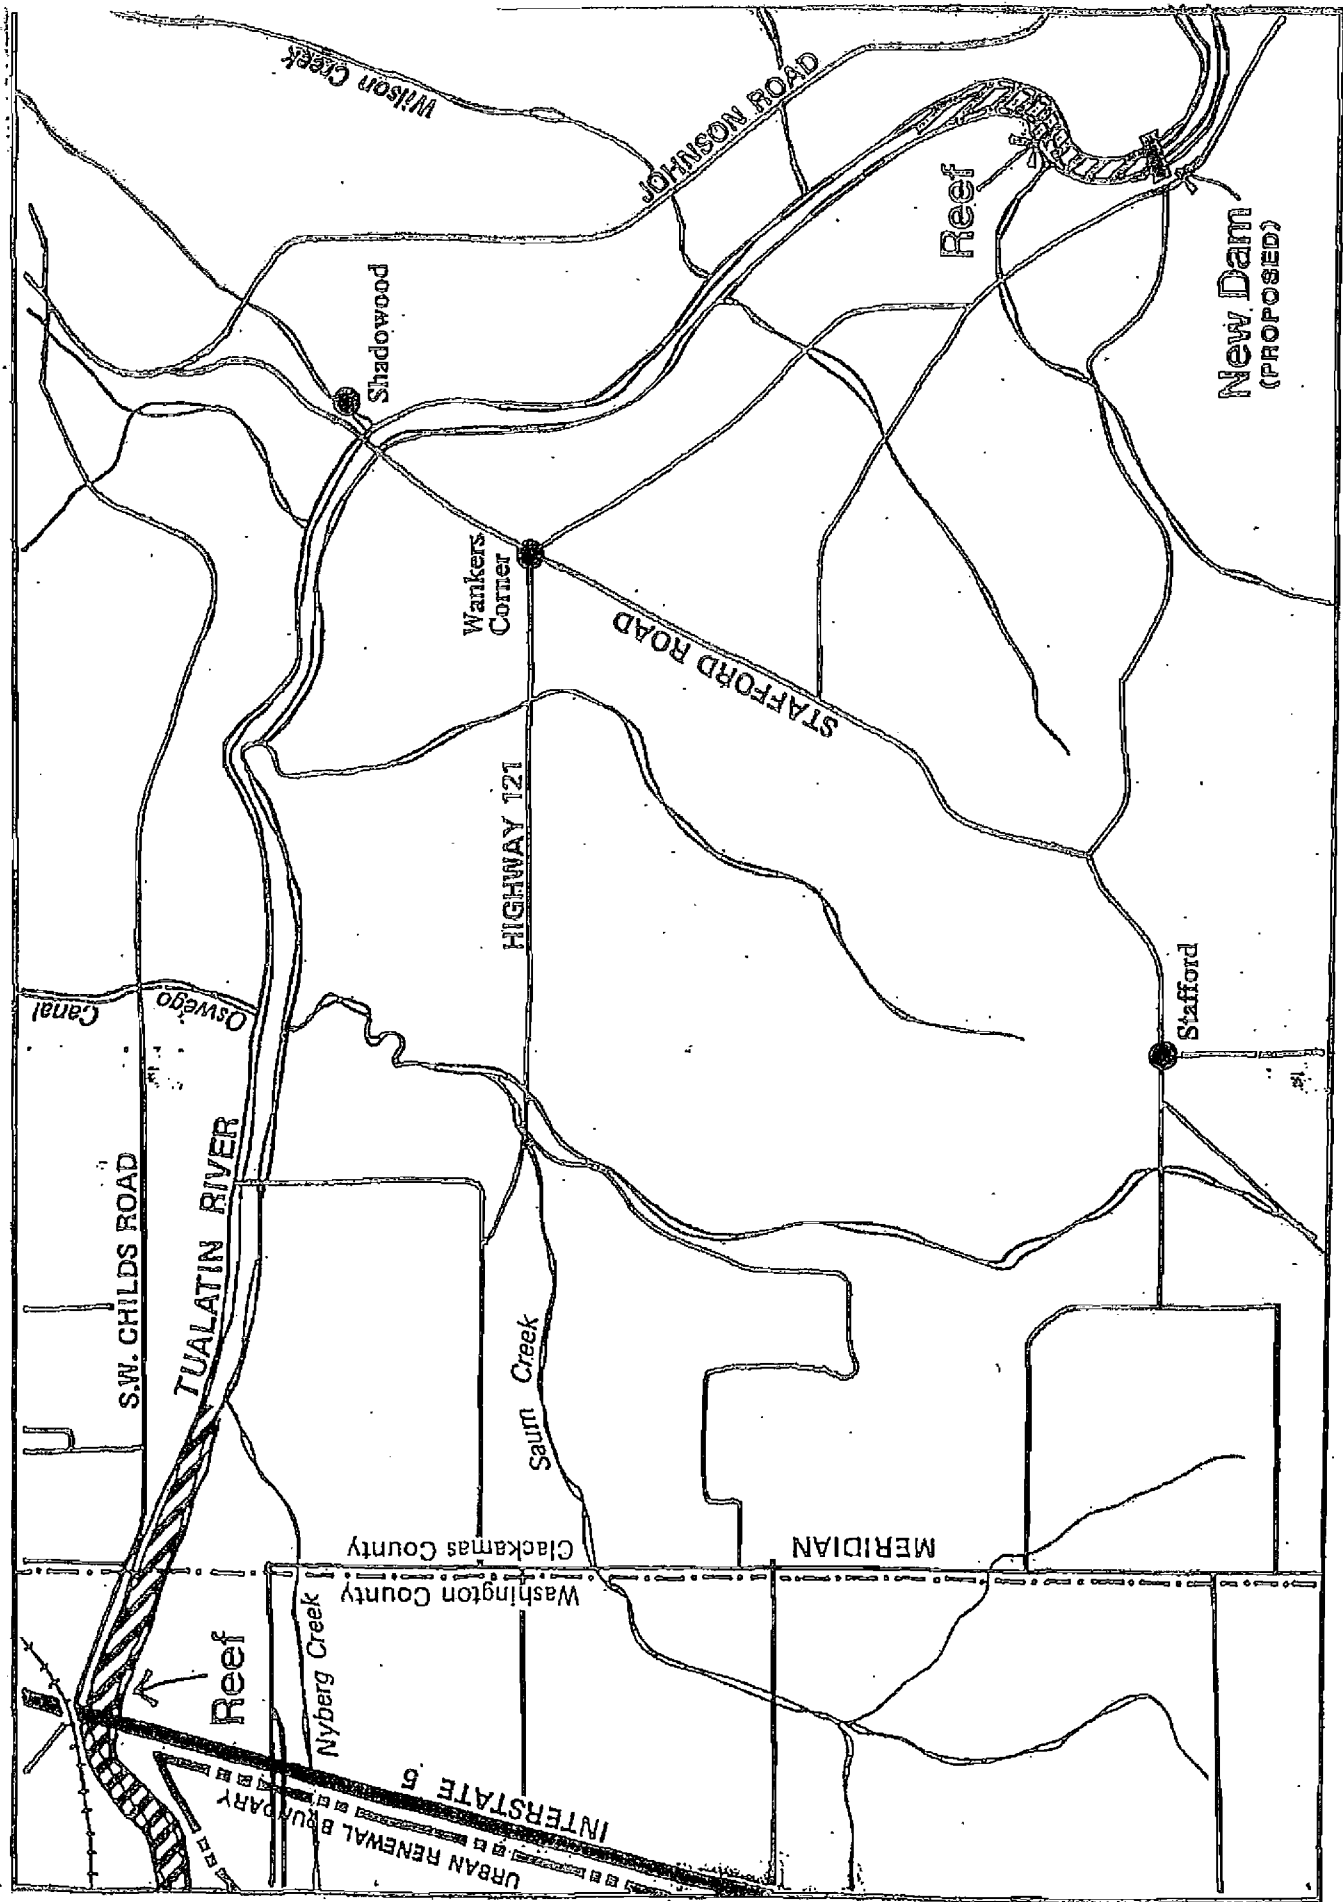 Wilson Creek
JOHNSON ROAD
Reef
New Dam
(PROPOSED)
Shadowood
Wankers
Corner
STAFFORD ROAD
HIGHWAY 121
Oswego
Canal
Stafford
S.W. CHILDS ROAD
TUALATIN RIVER
Saum Creek
Clackamas County
Washington County
MERIDIAN
Reef
Nyberg Creek
INTERSTATE 5
URBAN RENEWAL BOUNDARY